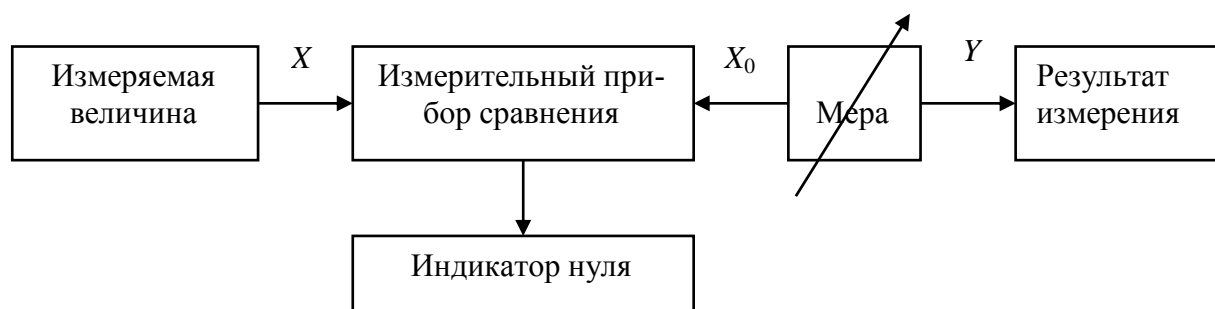 Измеряемая
величина
X
Измерительный при-
бор сравнения
X₀
Мера
Y
Результат
измерения
Индикатор нуля